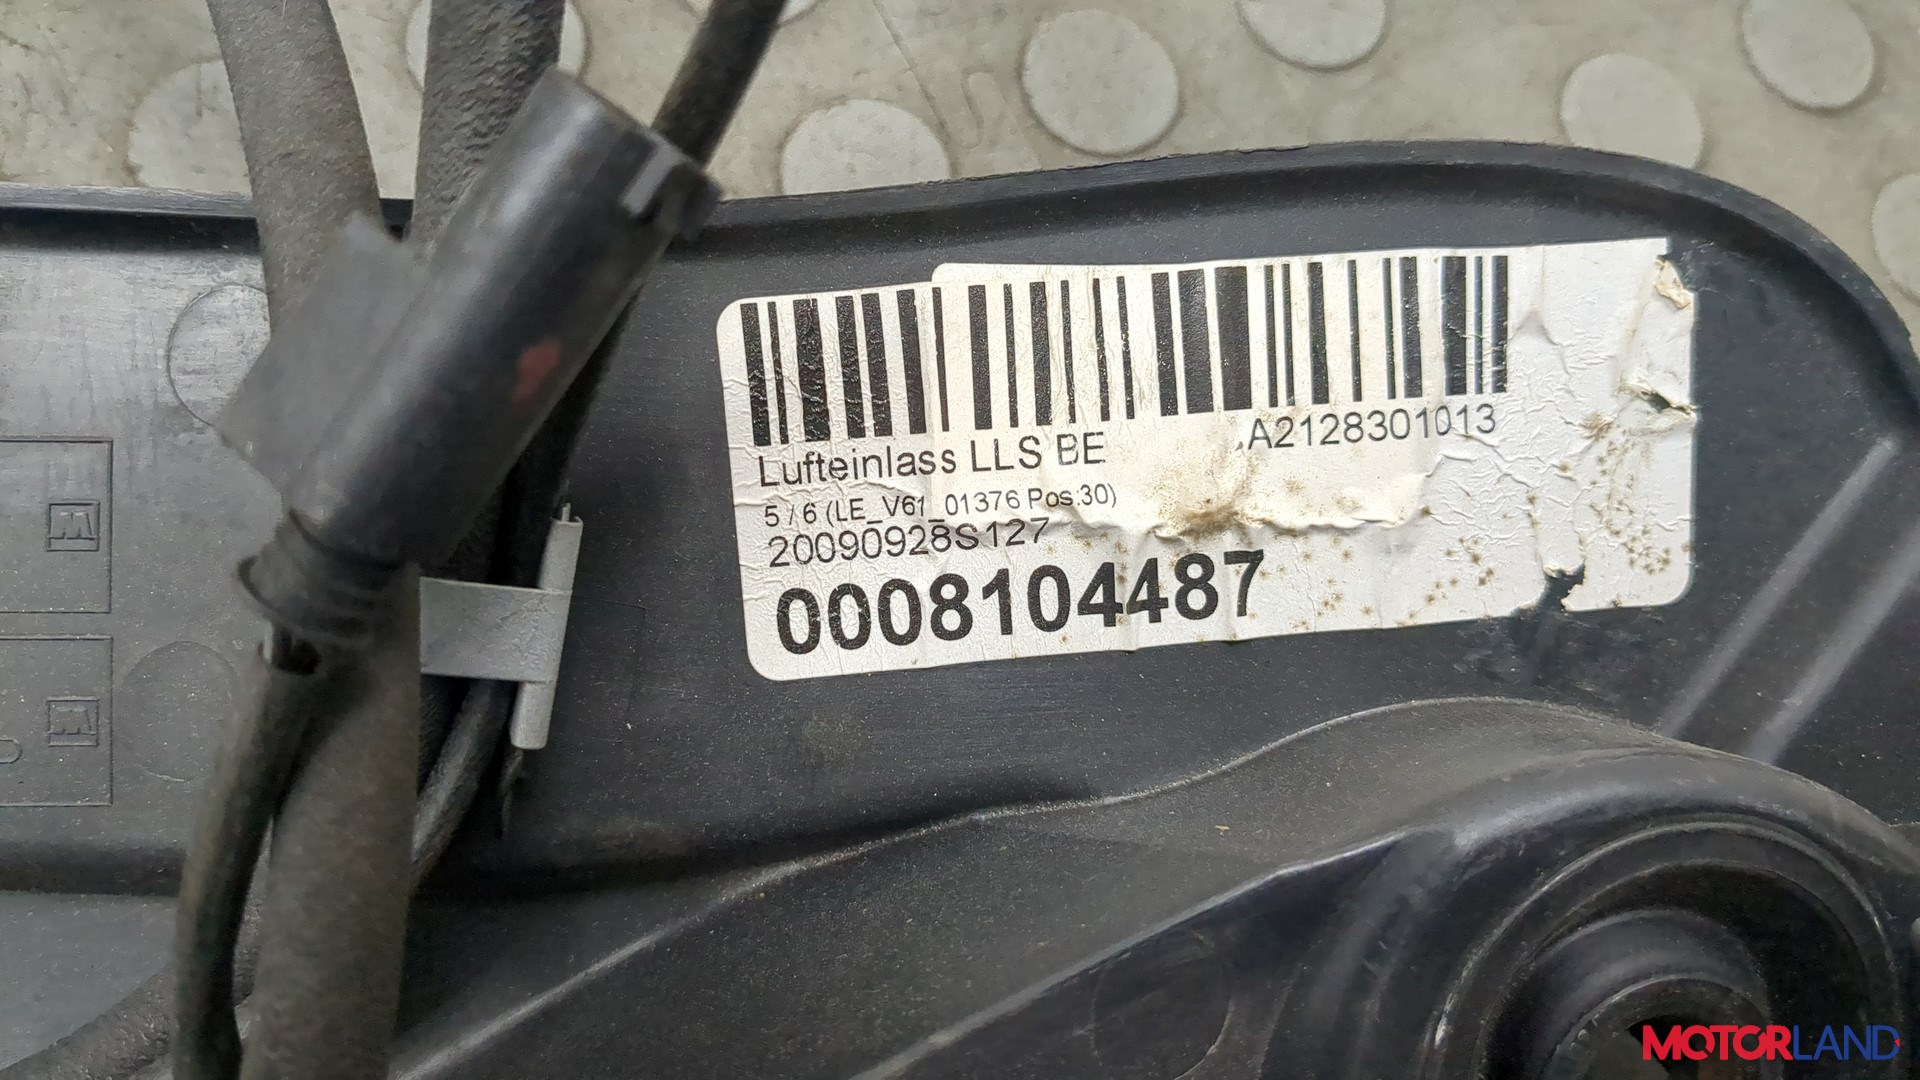 A2128301013
Lufteinlass LLS BE
5 / 6 (LE_V61_01376 Pos:30)
20090928S127
0008104487
MOTORLAND